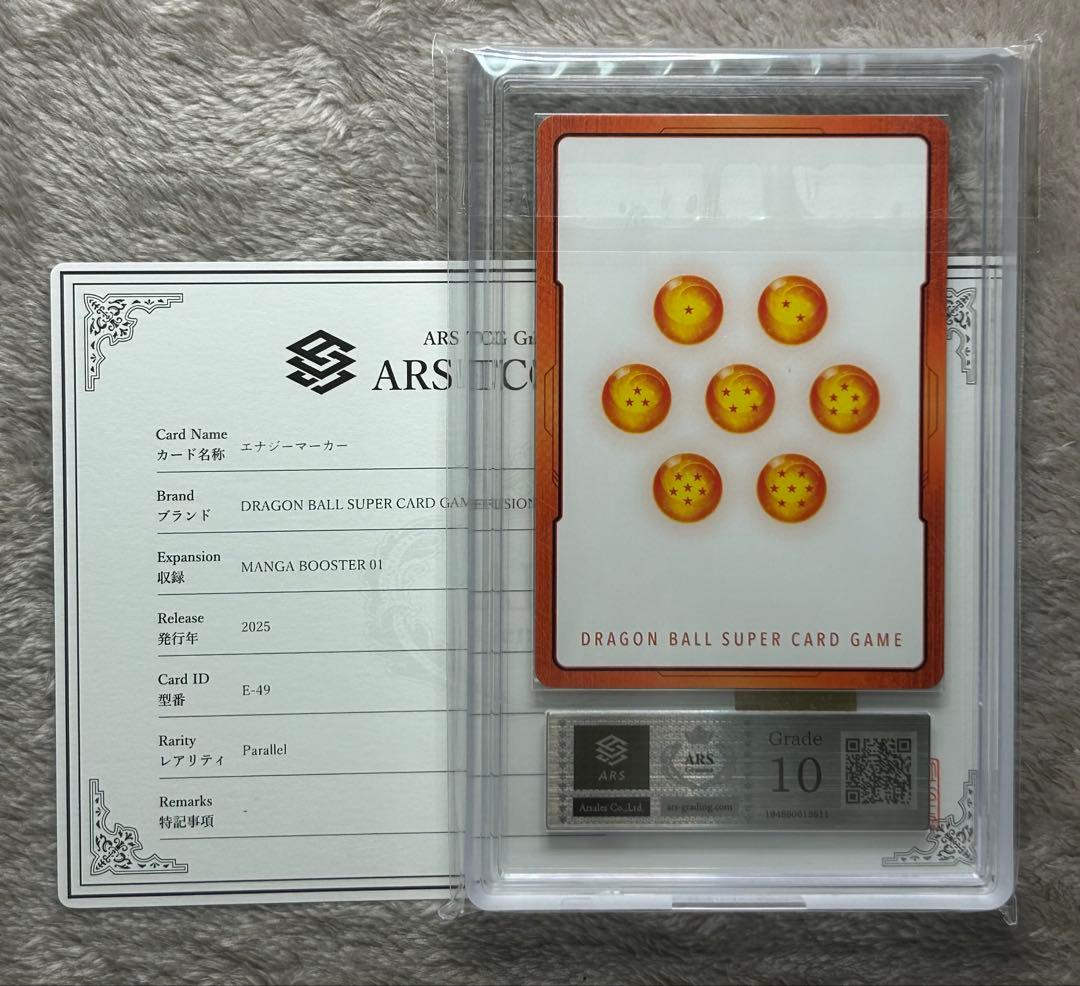 ARS TCG Gr
ARS TC
Card Name
カード名称
エナジーマーカー
Brand
ブランド
DRAGON BALL SUPER CARD GAME FUSION
Expansion
収録
MANGA BOOSTER 01
Release
発行年
2025
Card ID
型番
E-49
Rarity
レアリティ
Parallel
Remarks
特記事項
-
DRAGON BALL SUPER CARD GAME
ARS
Arsales Co.,Ltd.
ARS
ars-grading.com
Grade
10